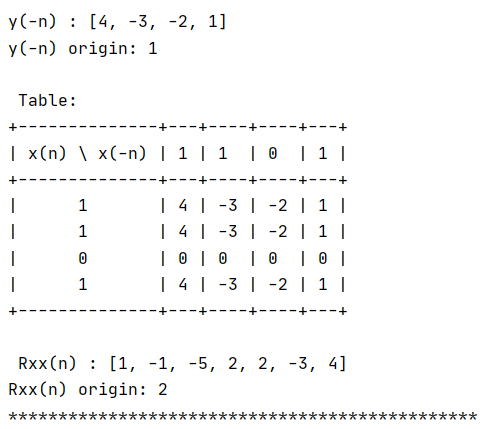 y(-n) : [4, -3, -2, 1]
y(-n) origin: 1
 Table:
+--------------+---+----+----+---+
| x(n) \ x(-n) | 1 | 1  | 0  | 1 |
+--------------+---+----+----+---+
|      1       | 4 | -3 | -2 | 1 |
|      1       | 4 | -3 | -2 | 1 |
|      0       | 0 | 0  | 0  | 0 |
|      1       | 4 | -3 | -2 | 1 |
+--------------+---+----+----+---+
 Rxx(n) : [1, -1, -5, 2, 2, -3, 4]
Rxx(n) origin: 2
***********************************************